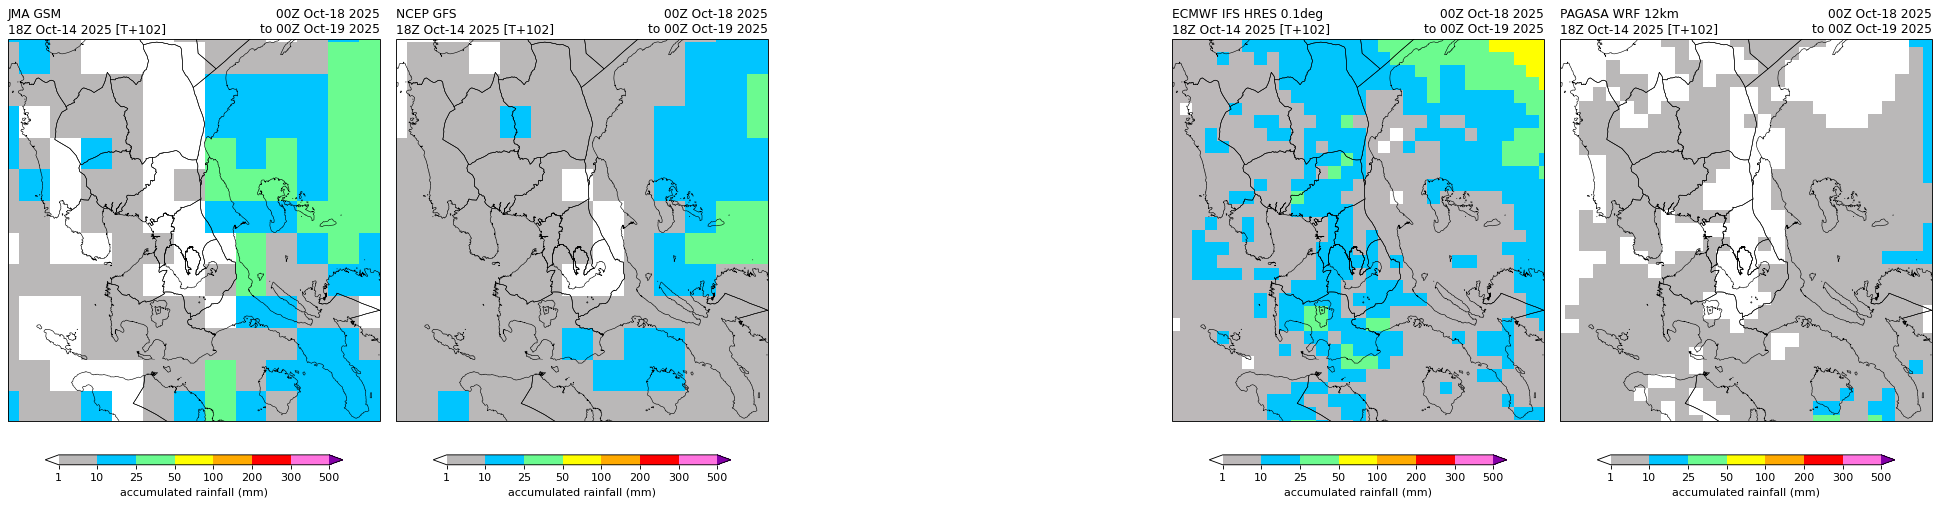 JMA GSM 00Z Oct-18 2025
18Z Oct-14 2025 [T+102] to 00Z Oct-19 2025
1 10 25 50 100 200 300 500
accumulated rainfall (mm)
NCEP GFS 00Z Oct-18 2025
18Z Oct-14 2025 [T+102] to 00Z Oct-19 2025
1 10 25 50 100 200 300 500
accumulated rainfall (mm)
ECMWF IFS HRES 0.1deg 00Z Oct-18 2025
18Z Oct-14 2025 [T+102] to 00Z Oct-19 2025
1 10 25 50 100 200 300 500
accumulated rainfall (mm)
PAGASA WRF 12km 00Z Oct-18 2025
18Z Oct-14 2025 [T+102] to 00Z Oct-19 2025
1 10 25 50 100 200 300 500
accumulated rainfall (mm)